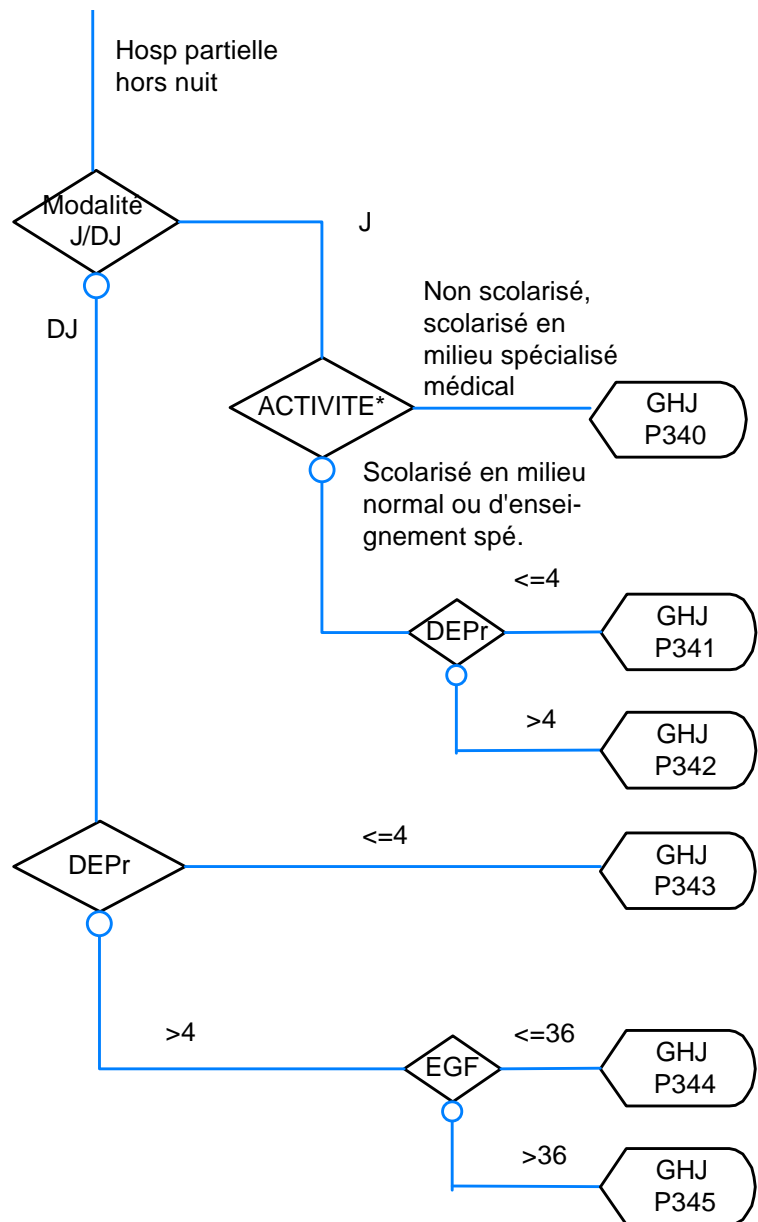 Hosp partielle
hors nuit
Modalité
J/DJ
J
DJ
Non scolarisé,
scolarisé en
milieu spécialisé
médical
ACTIVITE*
GHJ
P340
Scolarisé en milieu
normal ou d'ensei-
gnement spé.
<=4
DEPr
GHJ
P341
>4
GHJ
P342
<=4
DEPr
GHJ
P343
>4
<=36
EGF
GHJ
P344
>36
GHJ
P345